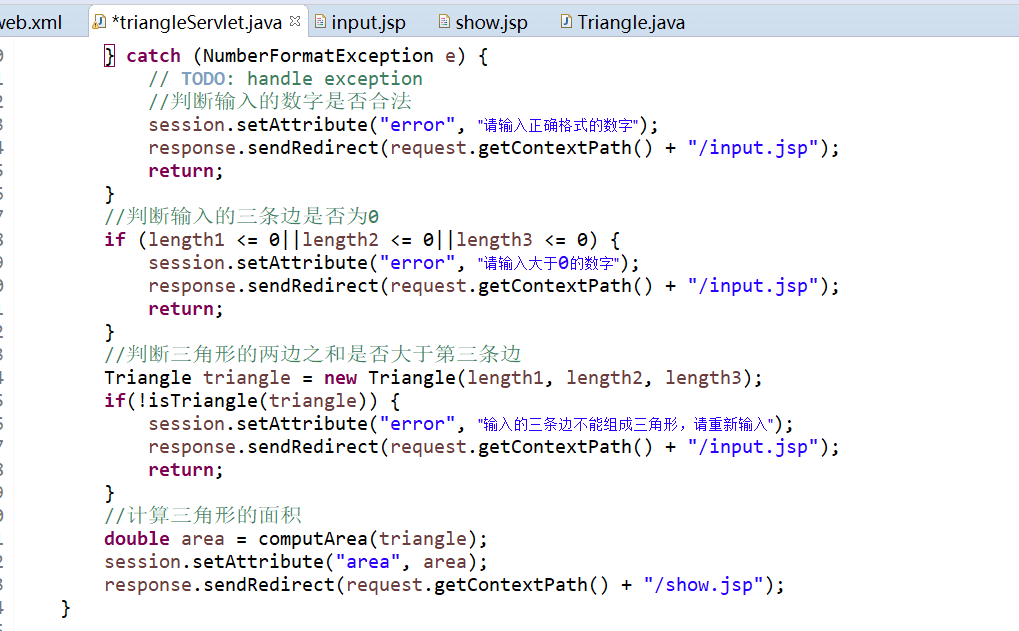 web.xml *triangleServlet.java input.jsp show.jsp Triangle.java
} catch (NumberFormatException e) {
// TODO: handle exception
//判断输入的数字是否合法
session.setAttribute("error", "请输入正确格式的数字");
response.sendRedirect(request.getContextPath() + "/input.jsp");
return;
}
//判断输入的三条边是否为0
if (length1 <= 0||length2 <= 0||length3 <= 0) {
session.setAttribute("error", "请输入大于0的数字");
response.sendRedirect(request.getContextPath() + "/input.jsp");
return;
}
//判断三角形的两边之和是否大于第三条边
Triangle triangle = new Triangle(length1, length2, length3);
if(!isTriangle(triangle)) {
session.setAttribute("error", "输入的三条边不能组成三角形，请重新输入");
response.sendRedirect(request.getContextPath() + "/input.jsp");
return;
}
//计算三角形的面积
double area = computArea(triangle);
session.setAttribute("area", area);
response.sendRedirect(request.getContextPath() + "/show.jsp");
}